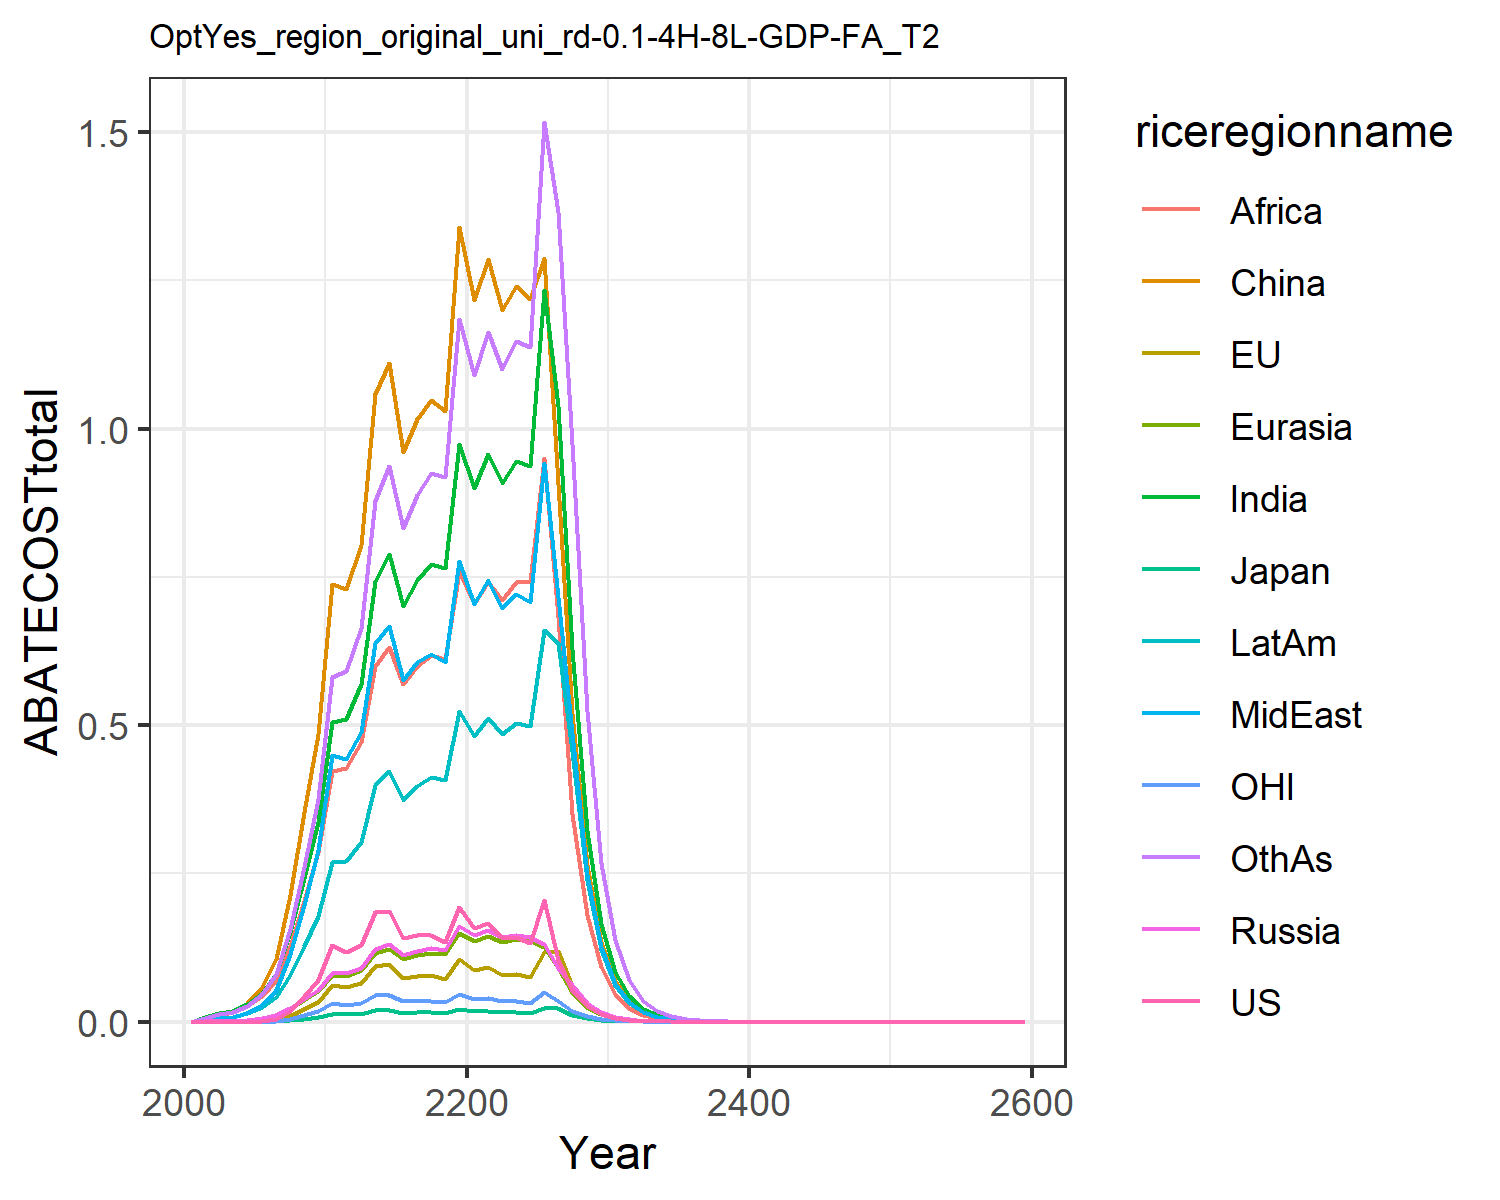 OptYes_region_original_uni_rd-0.1-4H-8L-GDP-FA_T2
ABATECOSTtotal
1.5
1.0
0.5
0.0
2000
2200
2400
2600
Year
riceregionname
Africa
China
EU
Eurasia
India
Japan
LatAm
MidEast
OHI
OthAs
Russia
US